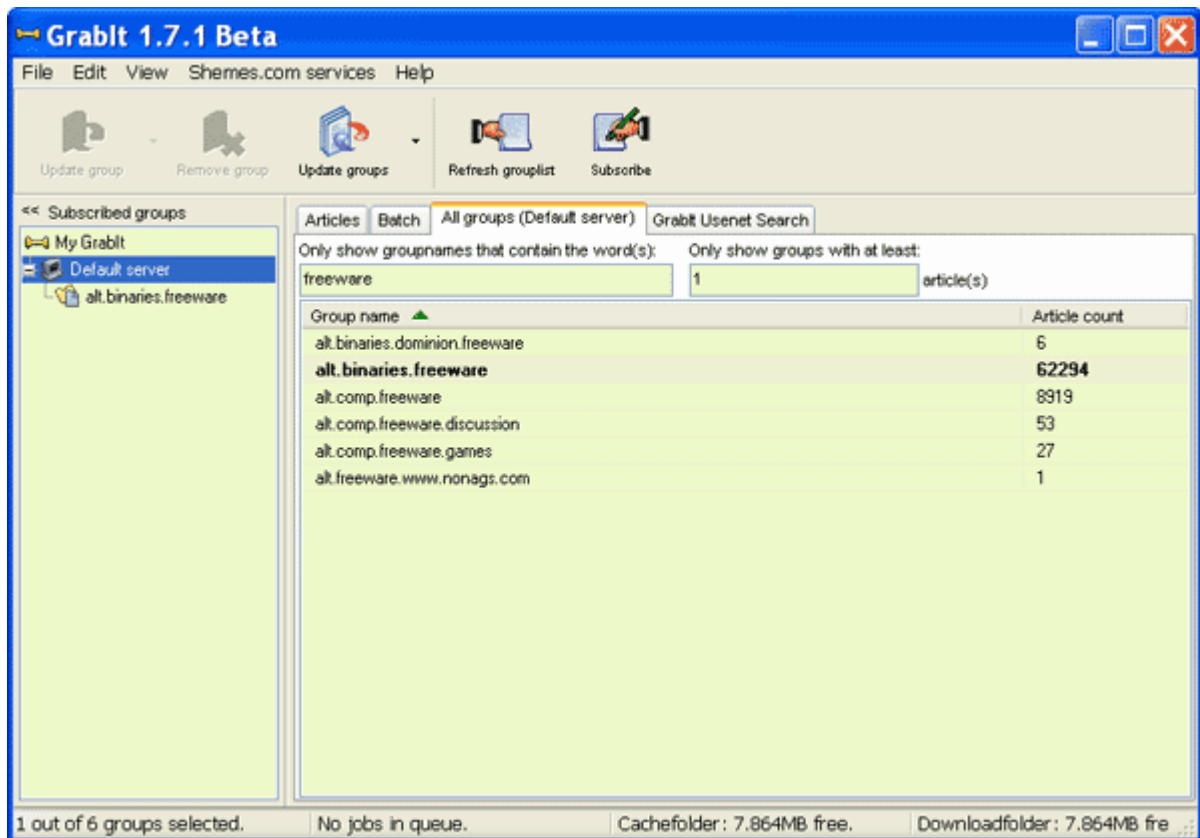 GrabIt 1.7.1 Beta
File Edit View Shemes.com services Help
Update group Remove group Update groups Refresh grouplist Subscribe
<< Subscribed groups
My GrabIt
Default server
alt.binaries.freeware
Articles Batch All groups (Default server) GrabIt Usenet Search
Only show groupnames that contain the word(s): Only show groups with at least:
freeware 1 article(s)
Group name Article count
alt.binaries.dominion.freeware 6
alt.binaries.freeware 62294
alt.comp.freeware 8919
alt.comp.freeware.discussion 53
alt.comp.freeware.games 27
alt.freeware.www.nonags.com 1
1 out of 6 groups selected. No jobs in queue. Cachefolder: 7.864MB free. Downloadfolder: 7.864MB fre